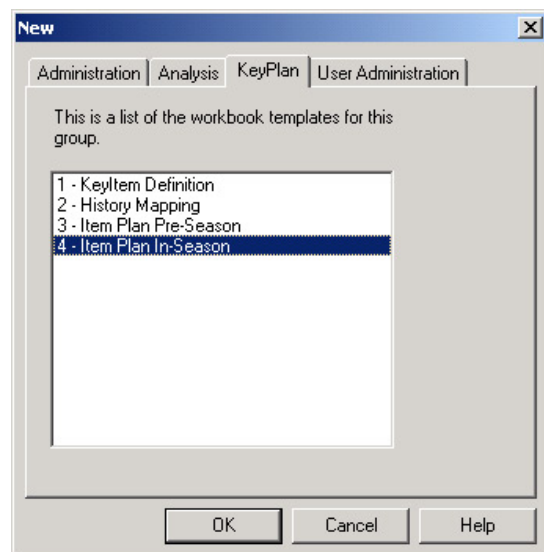 New
Administration Analysis KeyPlan User Administration
This is a list of the workbook templates for this
group.
1 - KeyItem Definition
2 - History Mapping
3 - Item Plan Pre-Season
4 - Item Plan In-Season
OK Cancel Help